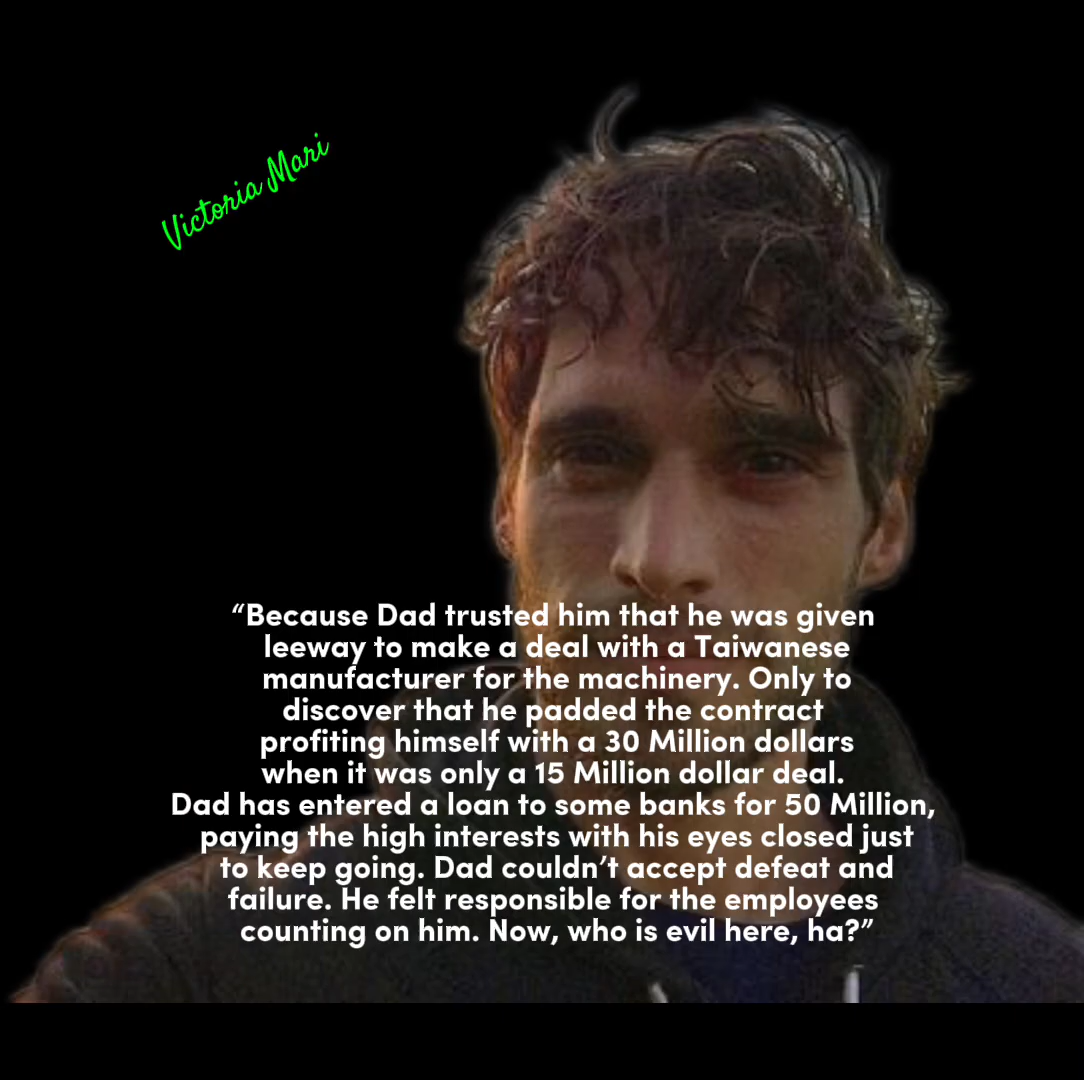 Victoria Mari
“Because Dad trusted him that he was given
leeway to make a deal with a Taiwanese
manufacturer for the machinery. Only to
discover that he padded the contract
profiting himself with a 30 Million dollars
when it was only a 15 Million dollar deal.
Dad has entered a loan to some banks for 50 Million,
paying the high interests with his eyes closed just
to keep going. Dad couldn’t accept defeat and
failure. He felt responsible for the employees
counting on him. Now, who is evil here, ha?”